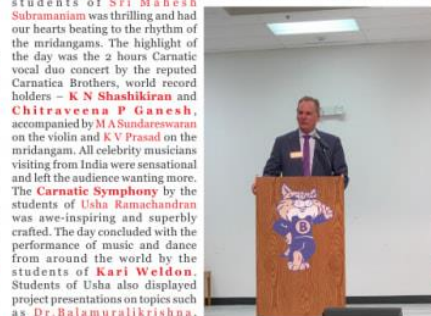 students of Sri Mahesh
Subramaniam was thrilling and had
our hearts beating to the rhythm of
the mridangams. The highlight of
the day was the 2 hours Carnatic
vocal duo concert by the reputed
Carnatica Brothers, world record
holders – K N Shashikiran and
Chitraveena P Ganesh,
accompanied by M A Sundareswaran
on the violin and K V Prasad on the
mridangam. All celebrity musicians
visiting from India were sensational
and left the audience wanting more.
The Carnatic Symphony by the
students of Usha Ramachandran
was awe-inspiring and superbly
crafted. The day concluded with the
performance of music and dance
from around the world by the
students of Kari Weldon.
Students of Usha also displayed
project presentations on topics such
as Dr.Balamuralikrishna,
B